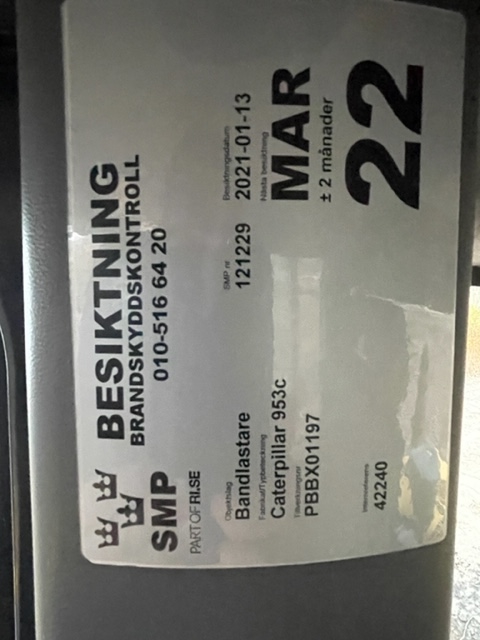 BESIKTNING
BRANDSKYDDSKONTROLL
010-516 64 20
SMP
PART OF RI.SE
Objektslag
Bandlastare
SMP nr
121229
Besiktningsdatum
2021-01-13
Fabrikat/Typbeteckning
Caterpillar 953c
Nästa besiktning
MAR
± 2 månader
22
Tillverkningsnr
PBBX01197
Internreferens
42240